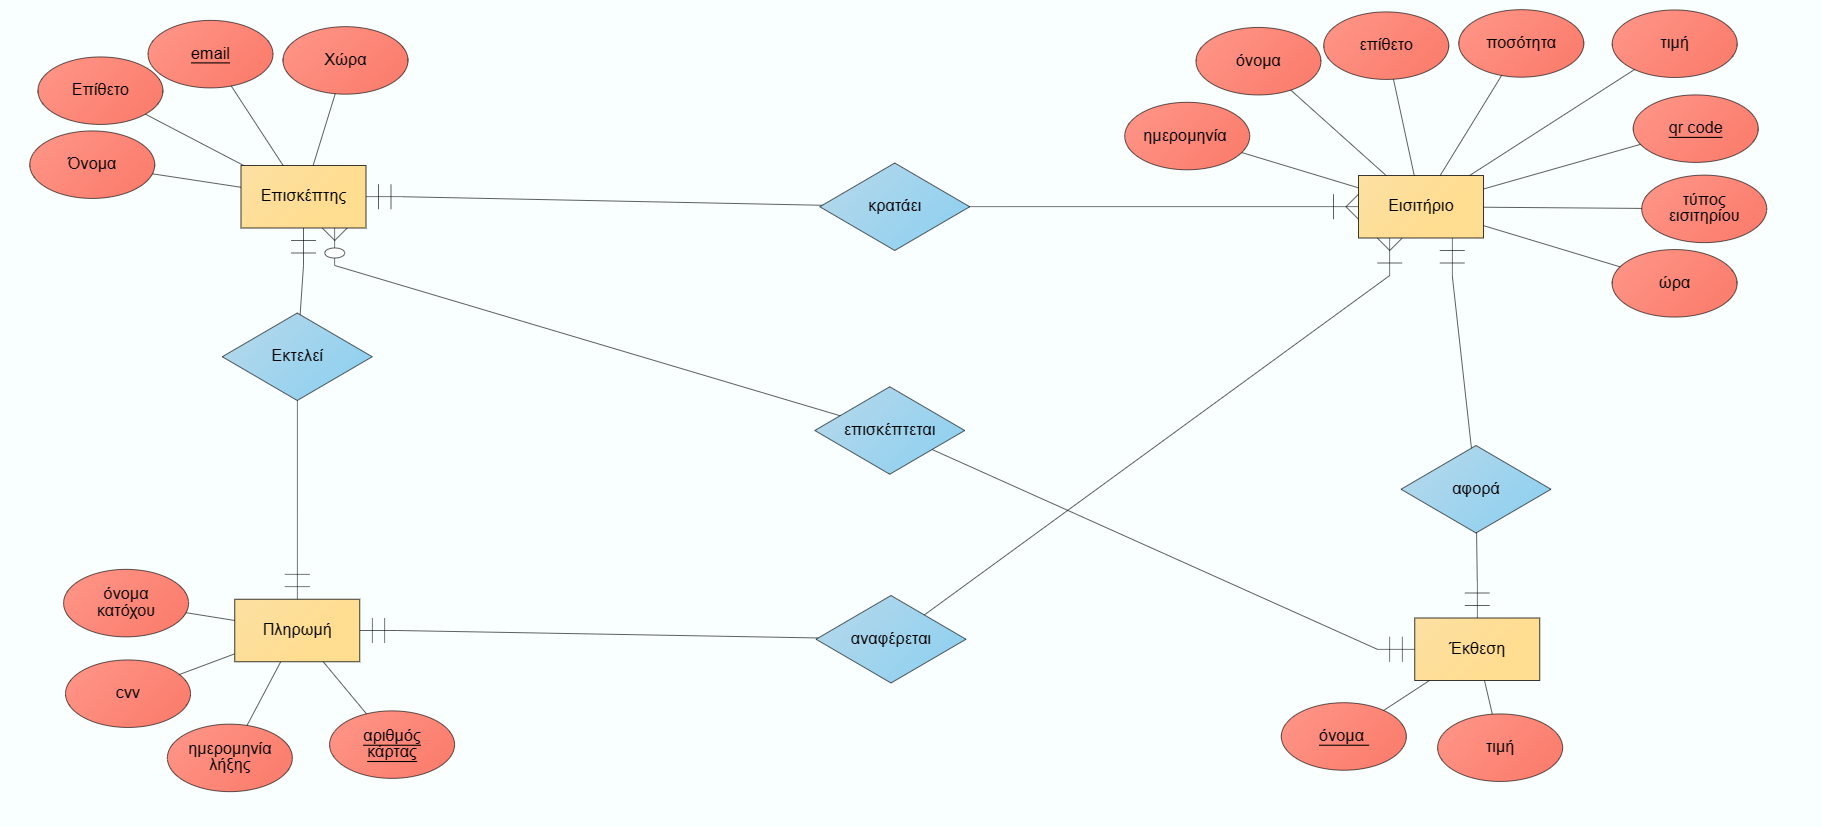 email
Χώρα
Επίθετο
Όνομα
Επισκέπτης
κρατάει
όνομα
επίθετο
ποσότητα
τιμή
ημερομηνία
qr code
Εισιτήριο
τύπος
εισιτηρίου
ώρα
Εκτελεί
επισκέπτεται
αφορά
όνομα
κατόχου
Πληρωμή
αναφέρεται
Έκθεση
cvv
ημερομηνία
λήξης
αριθμός
κάρτας
όνομα
τιμή